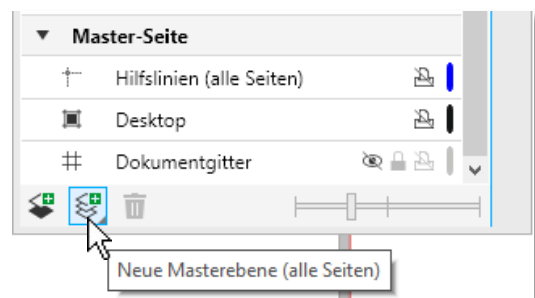 Master-Seite
Hilfslinien (alle Seiten)
Desktop
Dokumentgitter
Neue Masterebene (alle Seiten)